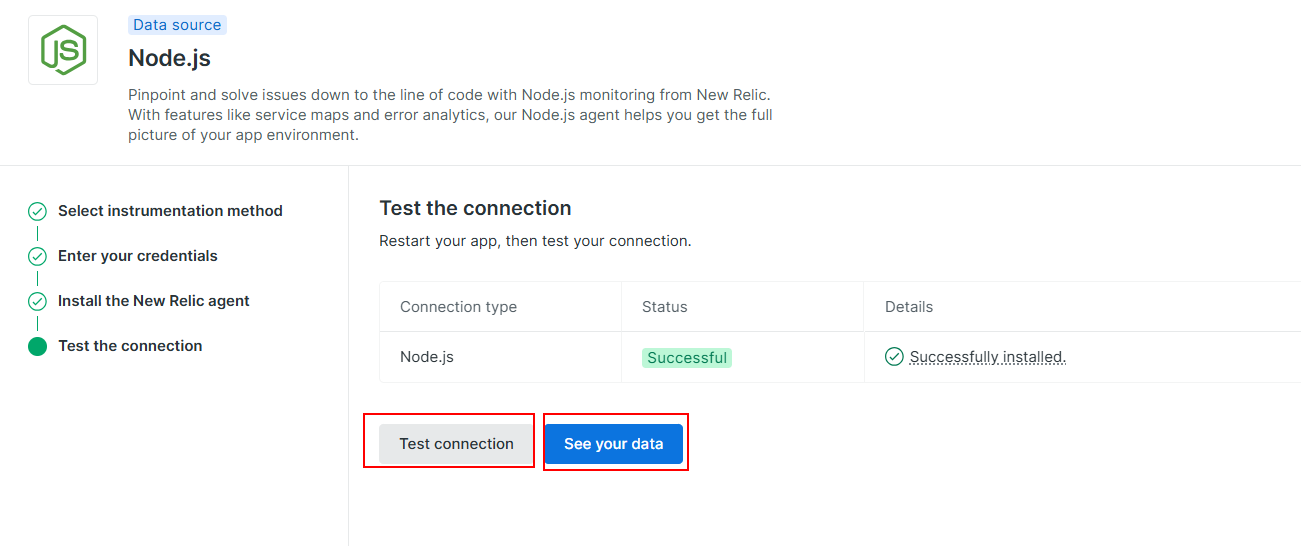 Data source
JS
Node.js
Pinpoint and solve issues down to the line of code with Node.js monitoring from New Relic.
With features like service maps and error analytics, our Node.js agent helps you get the full
picture of your app environment.
Select instrumentation method
Enter your credentials
Install the New Relic agent
Test the connection
Test the connection
Restart your app, then test your connection.
Connection type Status Details
Node.js Successful Successfully installed.
Test connection See your data